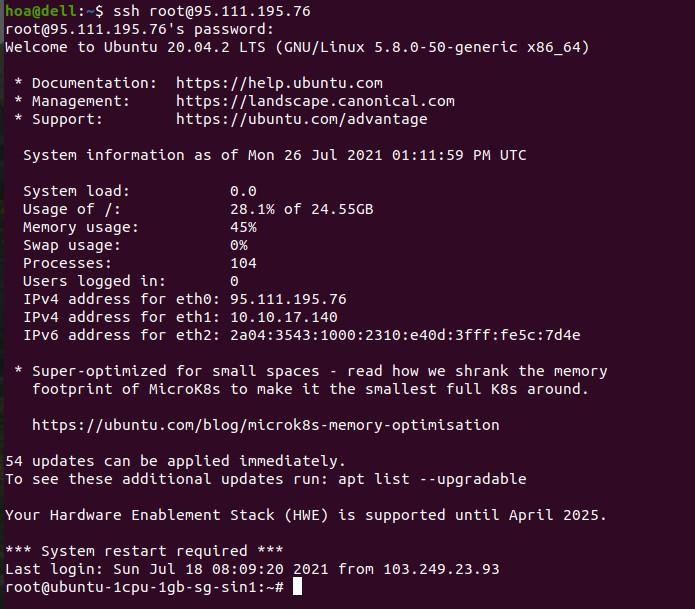 hoa@dell:~$ ssh root@95.111.195.76
root@95.111.195.76's password:
Welcome to Ubuntu 20.04.2 LTS (GNU/Linux 5.8.0-50-generic x86_64)
* Documentation:  https://help.ubuntu.com
* Management:     https://landscape.canonical.com
* Support:        https://ubuntu.com/advantage
System information as of Mon 26 Jul 2021 01:11:59 PM UTC
System load:           0.0
Usage of /:            28.1% of 24.55GB
Memory usage:          45%
Swap usage:            0%
Processes:             104
Users logged in:       0
IPv4 address for eth0: 95.111.195.76
IPv4 address for eth1: 10.10.17.140
IPv6 address for eth2: 2a04:3543:1000:2310:e40d:3fff:fe5c:7d4e
* Super-optimized for small spaces - read how we shrank the memory
footprint of MicroK8s to make it the smallest full K8s around.
https://ubuntu.com/blog/microk8s-memory-optimisation
54 updates can be applied immediately.
To see these additional updates run: apt list --upgradable
Your Hardware Enablement Stack (HWE) is supported until April 2025.
*** System restart required ***
Last login: Sun Jul 18 08:09:20 2021 from 103.249.23.93
root@ubuntu-1cpu-1gb-sg-sin1:~#